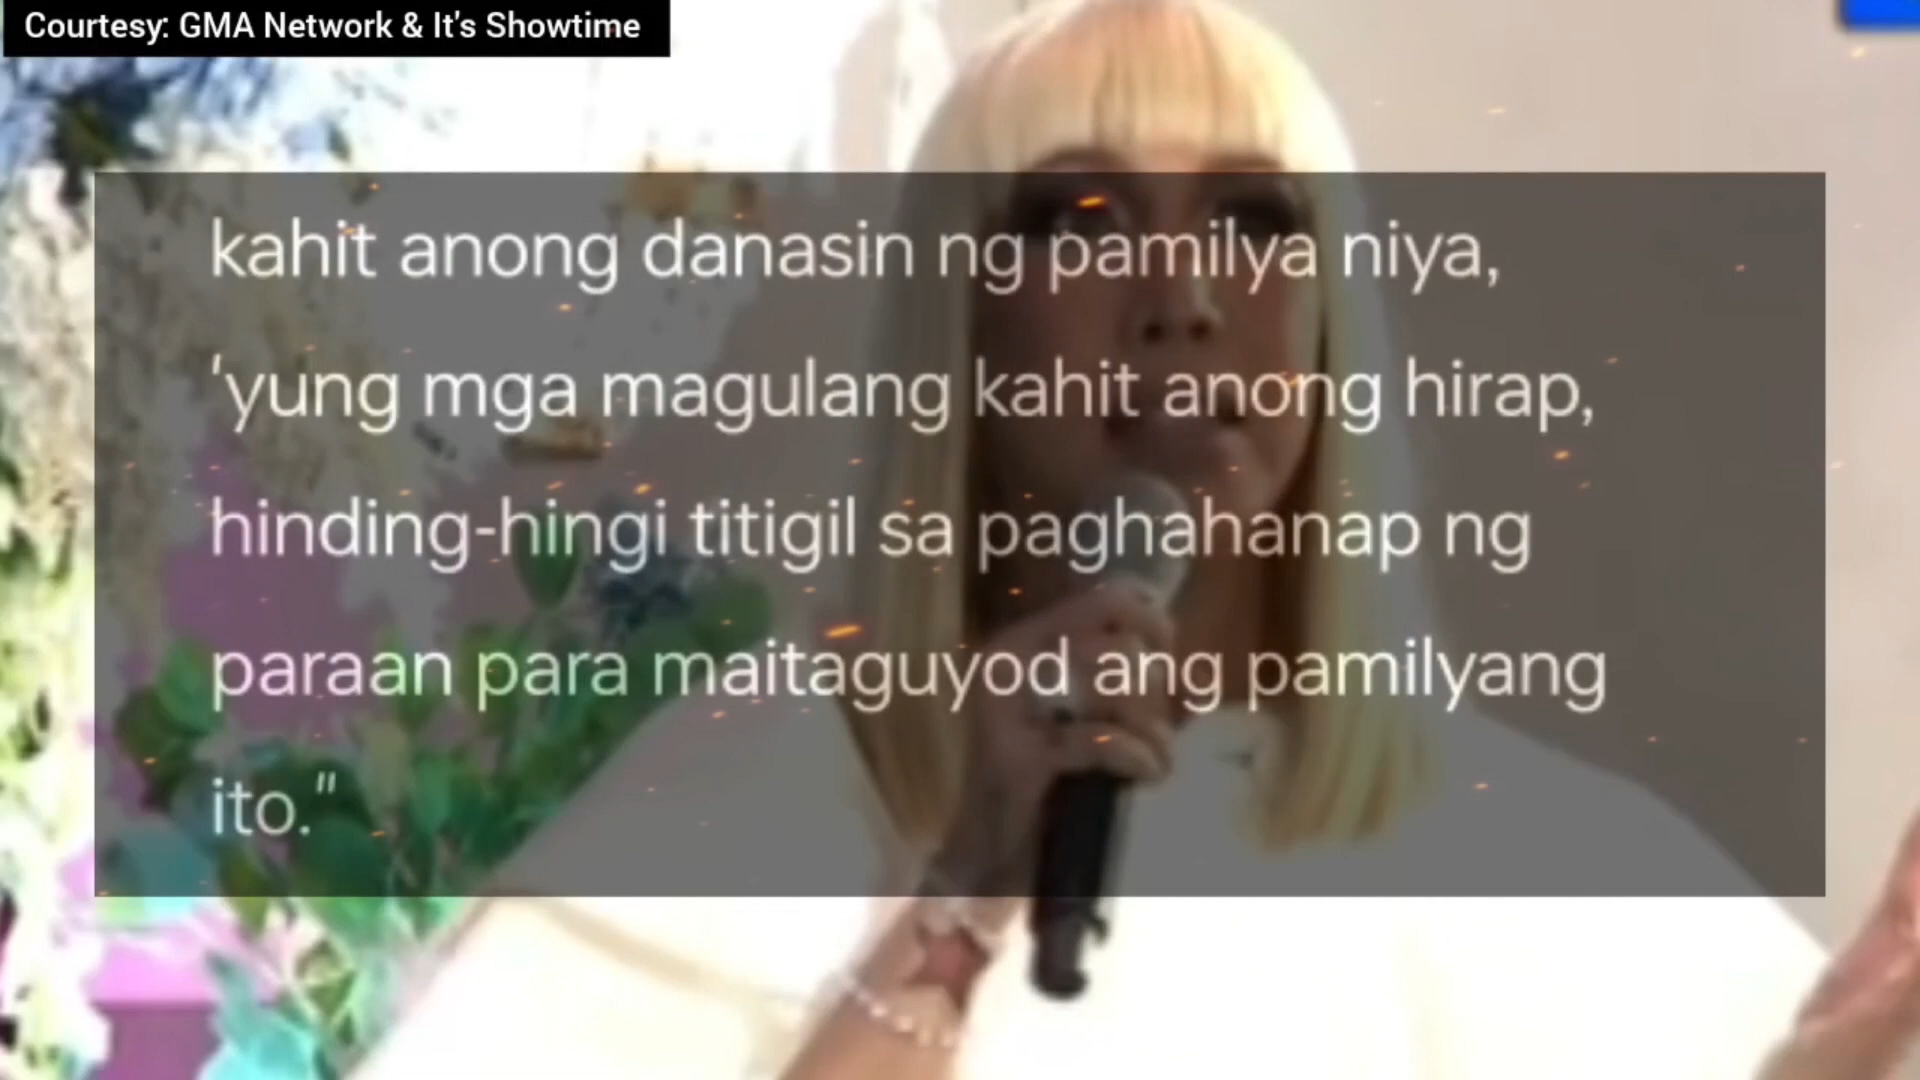 Courtesy: GMA Network & It's Showtime
kahit anong danasin ng pamilya niya,
'yung mga magulang kahit anong hirap,
hinding-hingi titigil sa paghahanap ng
paraan para maitaguyod ang pamilyang
ito."